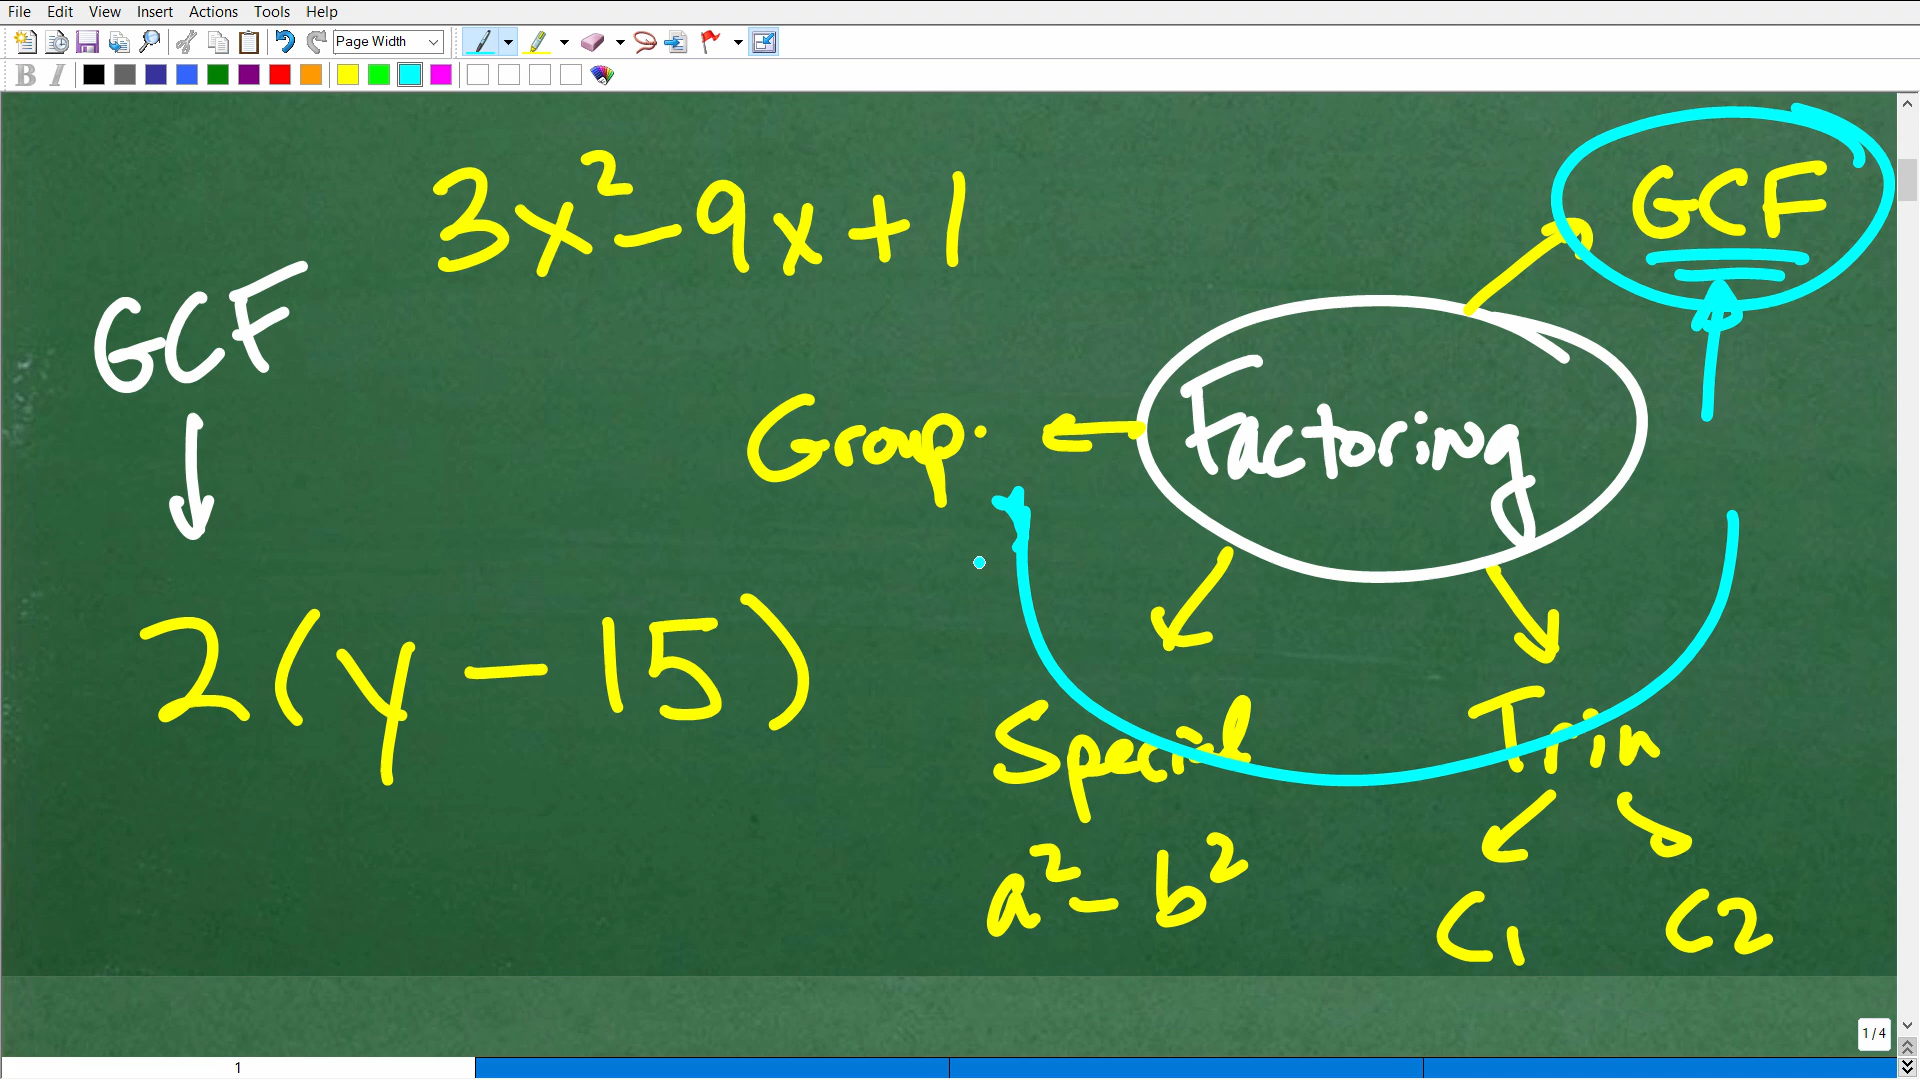 File Edit View Insert Actions Tools Help
Page Width
B I
3x²-9x+1
GCF
GCF
Factoring
Group.
2(y-15)
Special
Trin
a²-b²
C1
C2
1/4
1